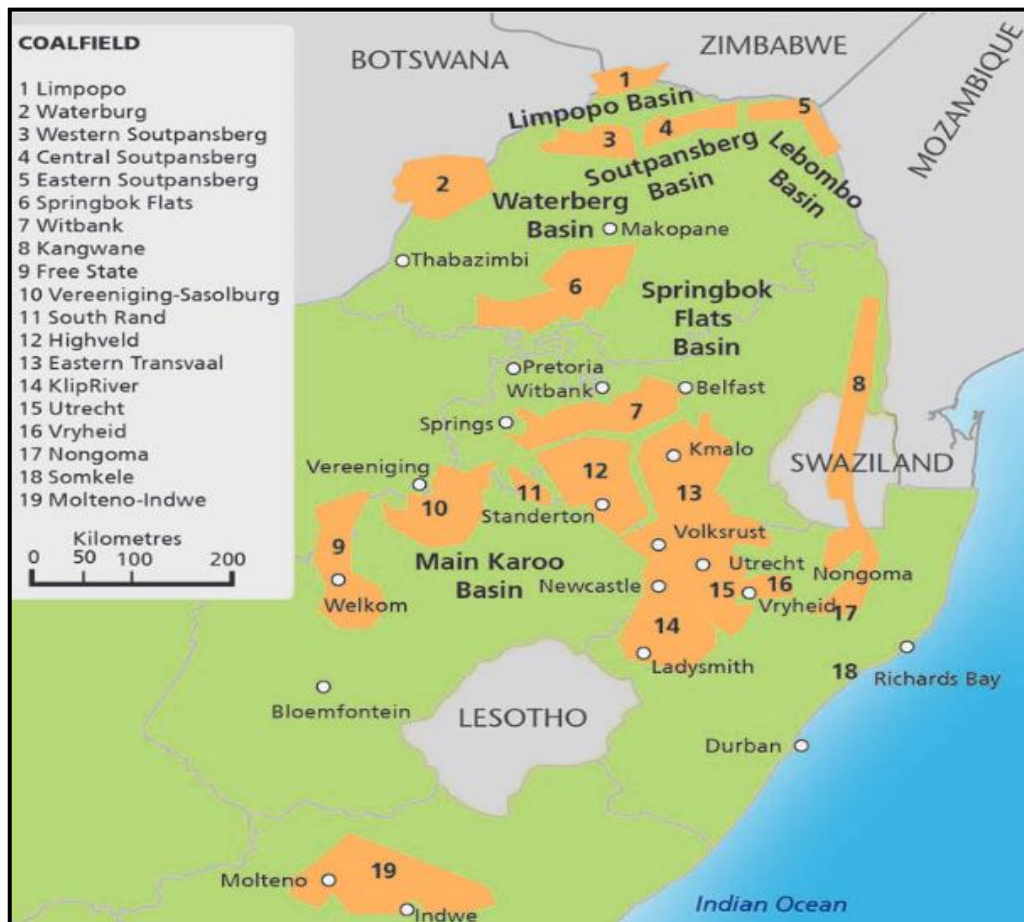 COALFIELD
1 Limpopo
2 Waterburg
3 Western Soutpansberg
4 Central Soutpansberg
5 Eastern Soutpansberg
6 Springbok Flats
7 Witbank
8 Kangwane
9 Free State
10 Vereeniging-Sasolburg
11 South Rand
12 Highveld
13 Eastern Transvaal
14 KlipRiver
15 Utrecht
16 Vryheid
17 Nongoma
18 Somkele
19 Molteno-Indwe
Kilometres
0 50 100 200
BOTSWANA
ZIMBABWE
MOZAMBIQUE
1
Limpopo Basin
3
4
5
Soutpansberg
Basin
Lebombo
Basin
2
Waterberg
Basin
Makopane
Thabazimbi
6
Springbok
Flats
Basin
Pretoria
Witbank
Belfast
7
8
Springs
Kmalo
SWAZILAND
Vereeniging
12
11
13
10
Standerton
Volksrust
9
Main Karoo
Basin
Utrecht
Newcastle
15
16
Nongoma
Welkom
Vryheid
17
14
Ladysmith
18
Richards Bay
Bloemfontein
LESOTHO
Durban
Molteno
19
Indwe
Indian Ocean